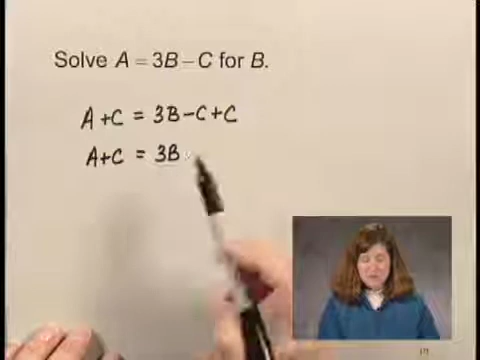 Solve A = 3B – C for B.
A+C = 3B-C+C
A+C = 3B